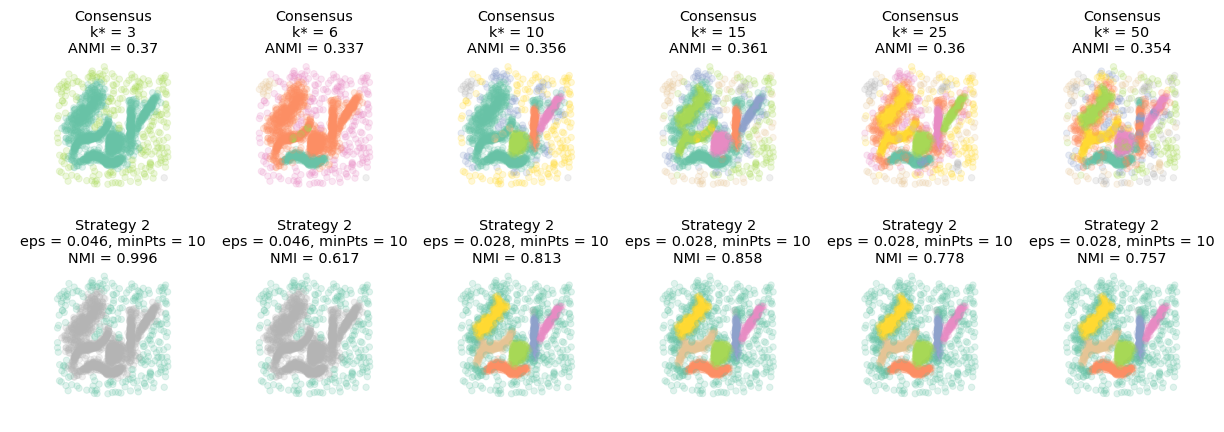 Consensus
k* = 3
ANMI = 0.37
Consensus
k* = 6
ANMI = 0.337
Consensus
k* = 10
ANMI = 0.356
Consensus
k* = 15
ANMI = 0.361
Consensus
k* = 25
ANMI = 0.36
Consensus
k* = 50
ANMI = 0.354
Strategy 2
eps = 0.046, minPts = 10
NMI = 0.996
Strategy 2
eps = 0.046, minPts = 10
NMI = 0.617
Strategy 2
eps = 0.028, minPts = 10
NMI = 0.813
Strategy 2
eps = 0.028, minPts = 10
NMI = 0.858
Strategy 2
eps = 0.028, minPts = 10
NMI = 0.778
Strategy 2
eps = 0.028, minPts = 10
NMI = 0.757